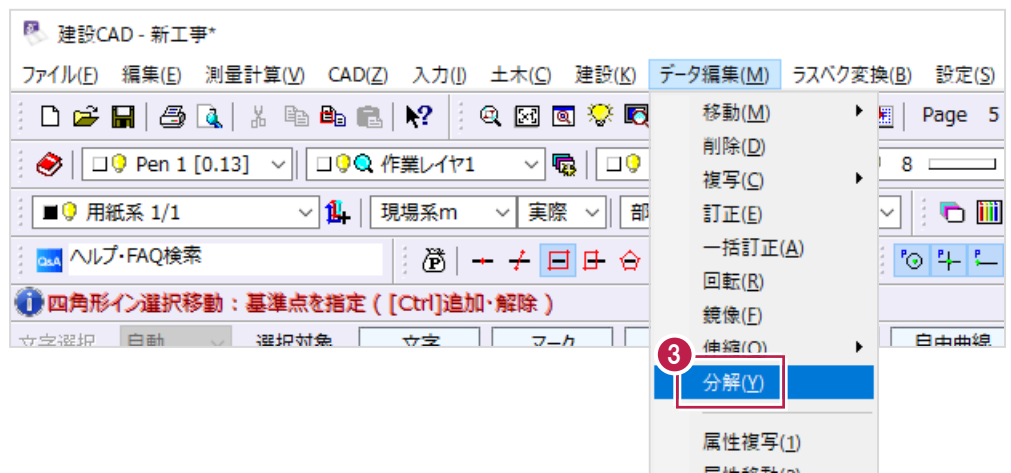 建設CAD - 新工事*
ファイル(F) 編集(E) 測量計算(V) CAD(Z) 入力(I) 土木(C) 建設(K) データ編集(M) ラスベク変換(B) 設定(S)
Page 5
Pen 1 [0.13] 作業レイヤ1 8
用紙系 1/1 現場系m 実際 部
Q&A ヘルプ・FAQ検索
四角形イン選択移動:基準点を指定 ( [Ctrl]追加・解除 )
文字選択 自動 選択対象 文字 マーク 自由曲線
移動(M)
削除(D)
複写(C)
訂正(E)
一括訂正(A)
回転(R)
鏡像(F)
伸縮(O)
3
分解(Y)
属性複写(1)
属性移動(2)